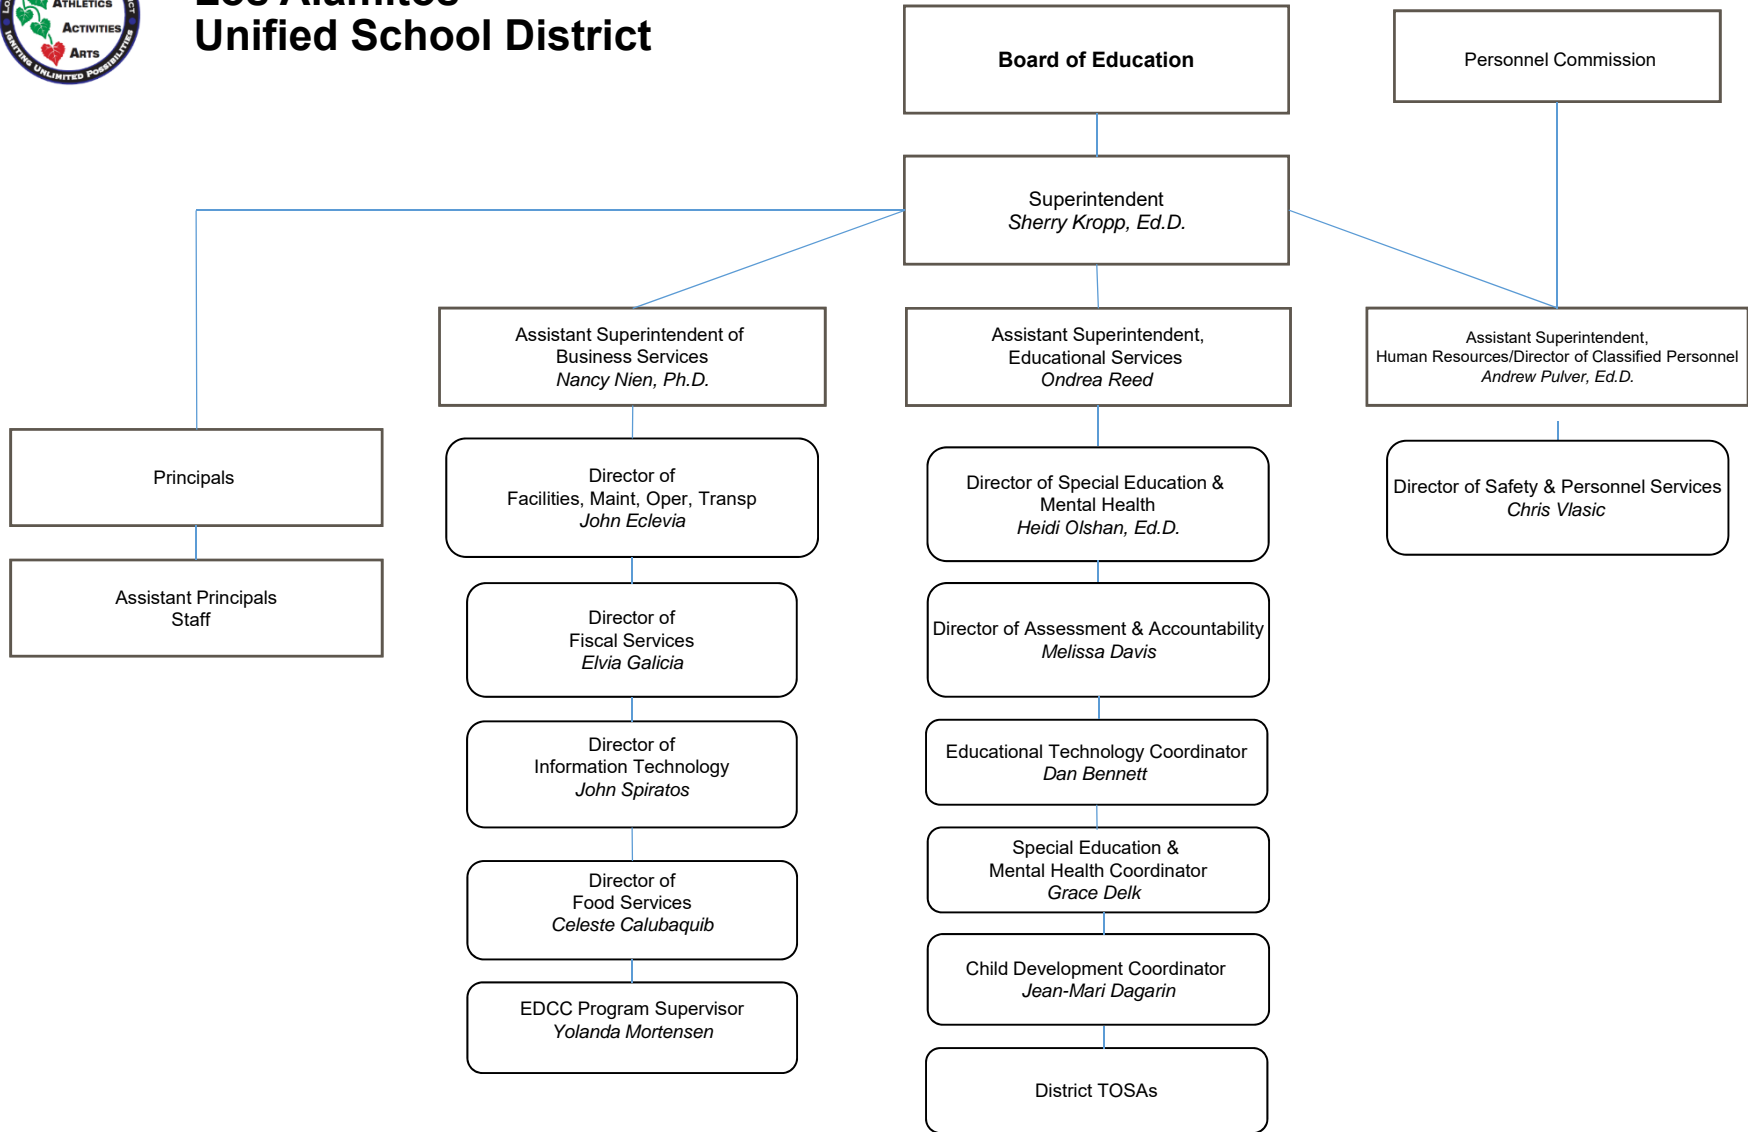 ATHLETICS
ACTIVITIES
ARTS
IGNITING UNLIMITED POSSIBILITIES
Los Alamitos
Unified School District
Board of Education
Personnel Commission
Superintendent
Sherry Kropp, Ed.D.
Assistant Superintendent of
Business Services
Nancy Nien, Ph.D.
Assistant Superintendent,
Educational Services
Ondrea Reed
Assistant Superintendent,
Human Resources/Director of Classified Personnel
Andrew Pulver, Ed.D.
Principals
Assistant Principals
Staff
Director of
Facilities, Maint, Oper, Transp
John Eclevia
Director of
Fiscal Services
Elvia Galicia
Director of
Information Technology
John Spiratos
Director of
Food Services
Celeste Calubaquib
EDCC Program Supervisor
Yolanda Mortensen
Director of Special Education &
Mental Health
Heidi Olshan, Ed.D.
Director of Assessment & Accountability
Melissa Davis
Educational Technology Coordinator
Dan Bennett
Special Education &
Mental Health Coordinator
Grace Delk
Child Development Coordinator
Jean-Mari Dagarin
District TOSAs
Director of Safety & Personnel Services
Chris Vlasic